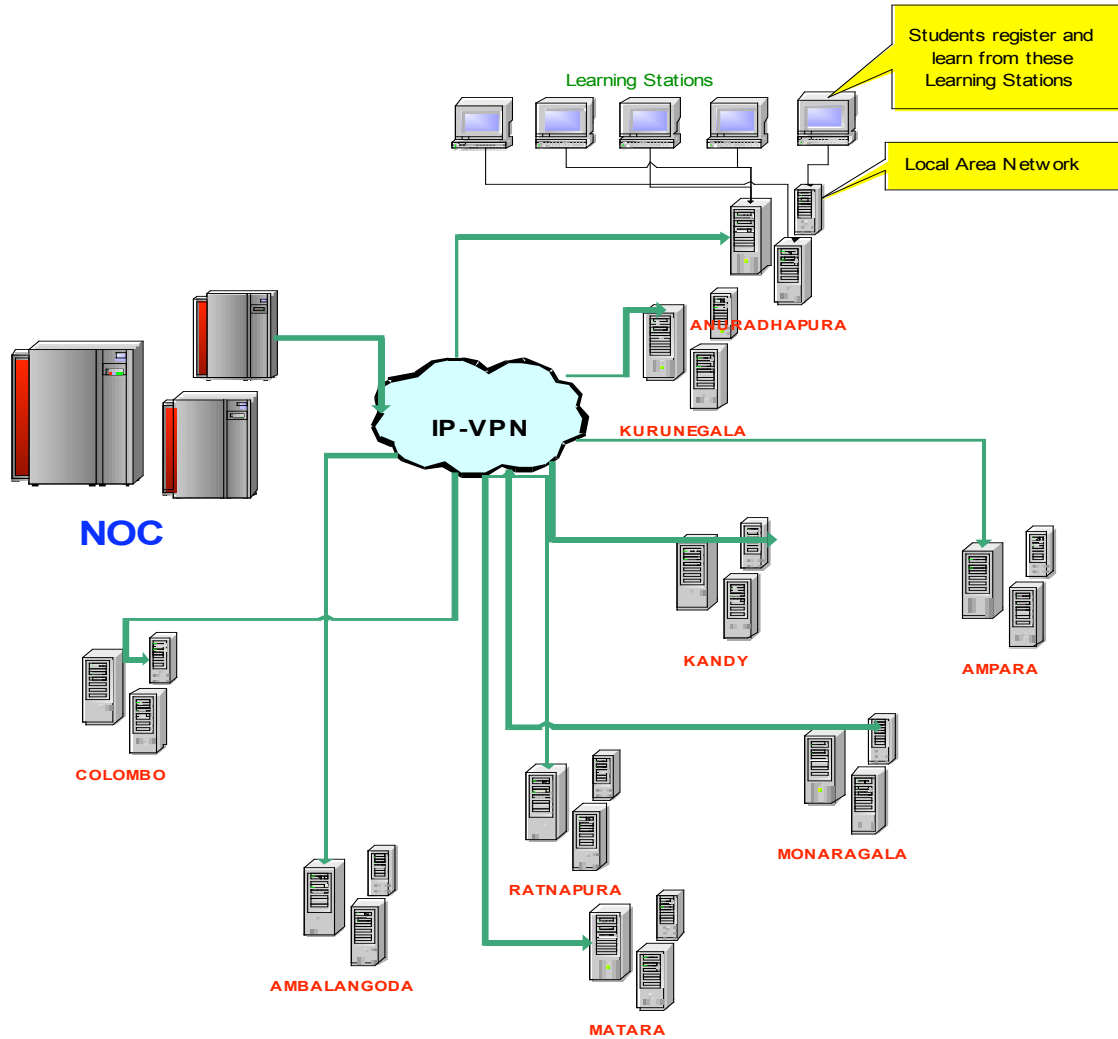 Students register and
learn from these
Learning Stations
Learning Stations
Local Area Network
ANURADHAPURA
IP-VPN
KURUNEGALA
NOC
KANDY
AMPARA
COLOMBO
MONARAGALA
RATNAPURA
AMBALANGODA
MATARA